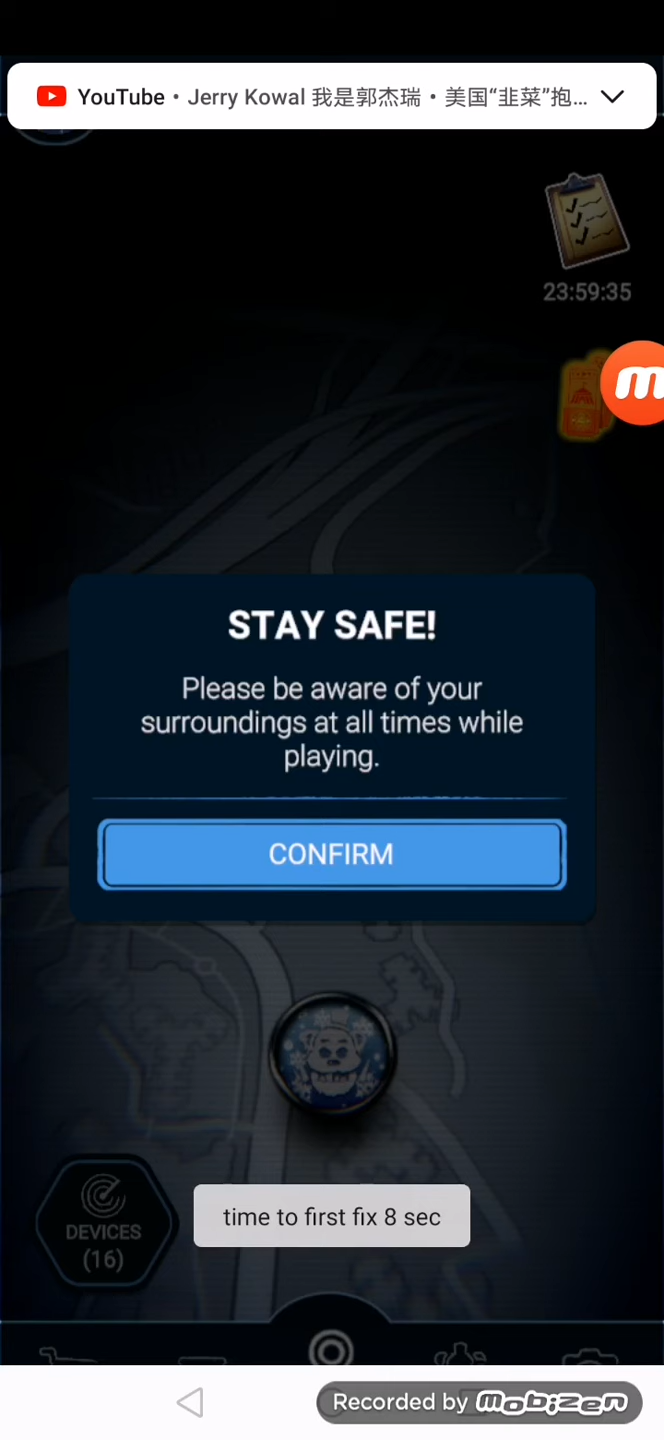 YouTube • Jerry Kowal 我是郭杰瑞 • 美国“韭菜”抱...
23:59:35
STAY SAFE!
Please be aware of your
surroundings at all times while
playing.
CONFIRM
time to first fix 8 sec
DEVICES
(16)
Recorded by mobizen